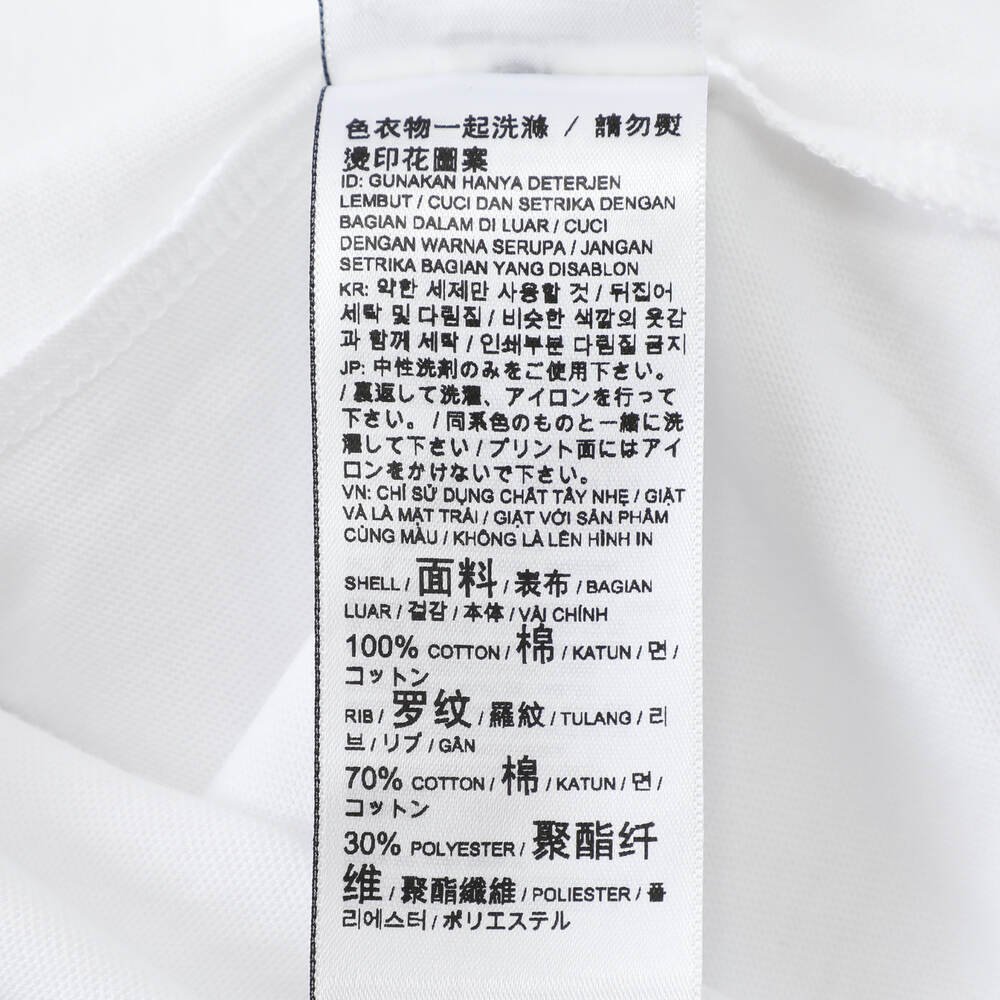 色衣物一起洗滌 / 請勿熨
燙印花圖案
ID: GUNAKAN HANYA DETERJEN
LEMBUT / CUCI DAN SETRIKA DENGAN
BAGIAN DALAM DI LUAR / CUCI
DENGAN WARNA SERUPA / JANGAN
SETRIKA BAGIAN YANG DISABLON
KR: 약한 세제만 사용할 것 / 뒤집어
세탁 및 다림질 / 비슷한 색깔의 옷감
과 함께 세탁 / 인쇄부분 다림질 금지
JP: 中性洗剤のみをご使用下さい。
/ 裏返して洗濯、アイロンを行って
下さい。 / 同系色のものと一緒に洗
濯して下さい / プリント面にはアイ
ロンをかけないで下さい。
VN: CHỈ SỬ DỤNG CHẤT TẨY NHẸ / GIẶT
VÀ LÀ MẶT TRÁI / GIẶT VỚI SẢN PHẨM
CÙNG MÀU / KHÔNG LÀ LÊN HÌNH IN
SHELL / 面料 / 表布 / BAGIAN
LUAR / 겉감 / 本体 / VẢI CHÍNH
100% COTTON / 棉 / KATUN / 면 /
コットン
RIB / 罗纹 / 羅紋 / TULANG / 리
브 / リブ / GÂN
70% COTTON / 棉 / KATUN / 면 /
コットン
30% POLYESTER / 聚酯纤
维 / 聚酯纖維 / POLIESTER / 폴
리에스터 / ポリエステル